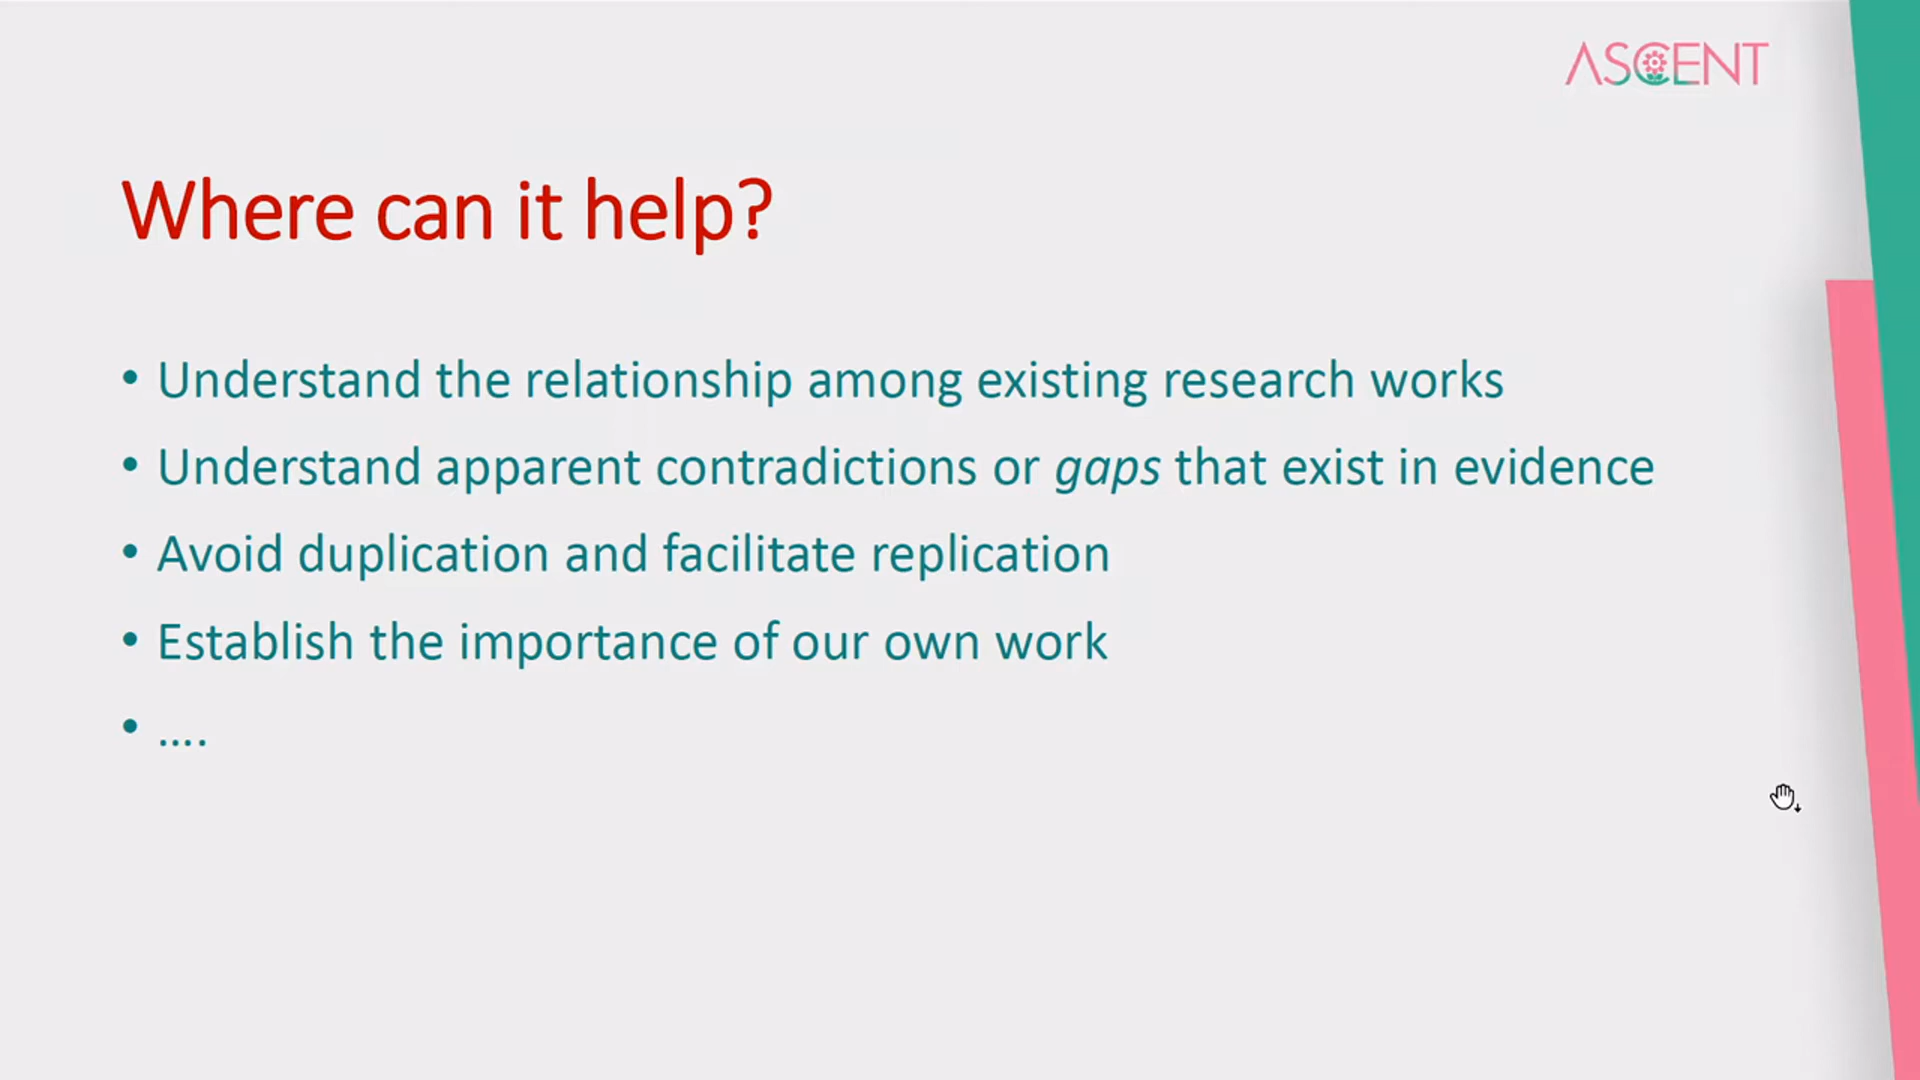 ASCENT
Where can it help?
• Understand the relationship among existing research works
• Understand apparent contradictions or gaps that exist in evidence
• Avoid duplication and facilitate replication
• Establish the importance of our own work
• ....